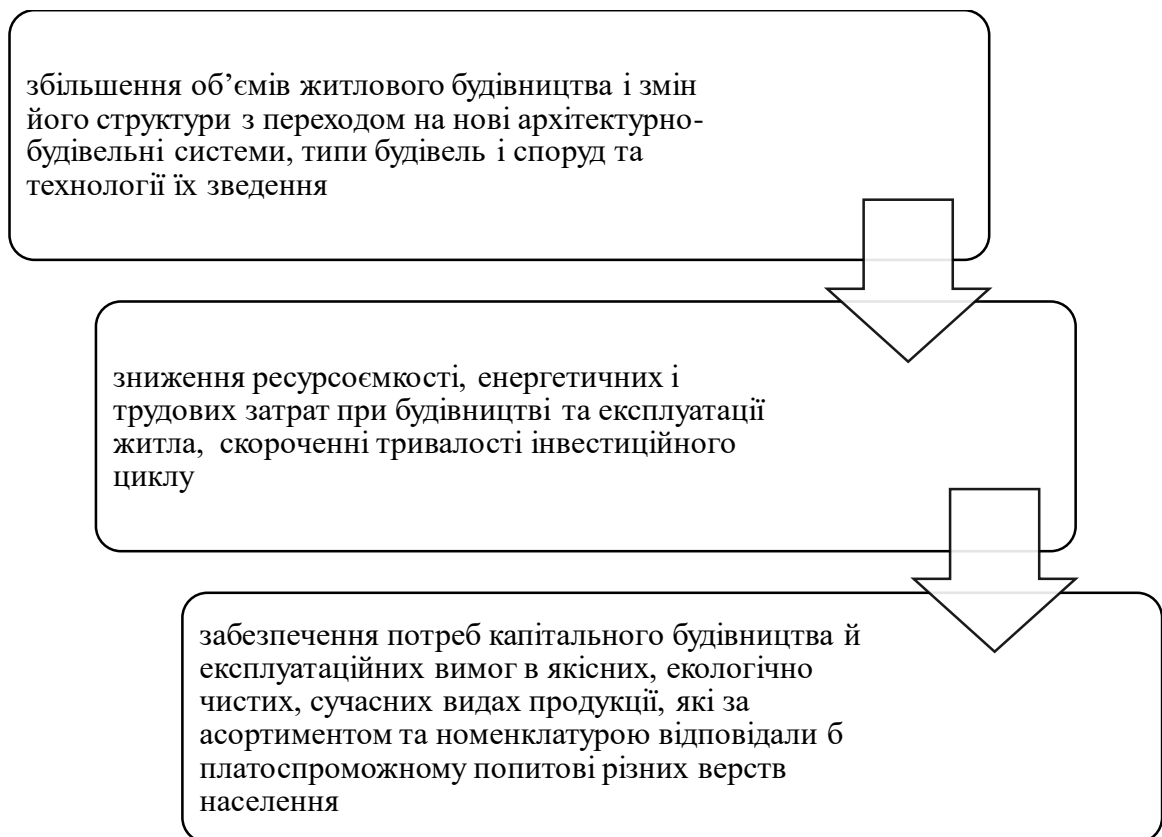 збільшення об’ємів житлового будівництва і змін
його структури з переходом на нові архітектурно-
будівельні системи, типи будівель і споруд та
технології їх зведення
зниження ресурсоємкості, енергетичних і
трудових затрат при будівництві та експлуатації
житла, скороченні тривалості інвестиційного
циклу
забезпечення потреб капітального будівництва й
експлуатаційних вимог в якісних, екологічно
чистих, сучасних видах продукції, які за
асортиментом та номенклатурою відповідали б
платоспроможному попитові різних верств
населення